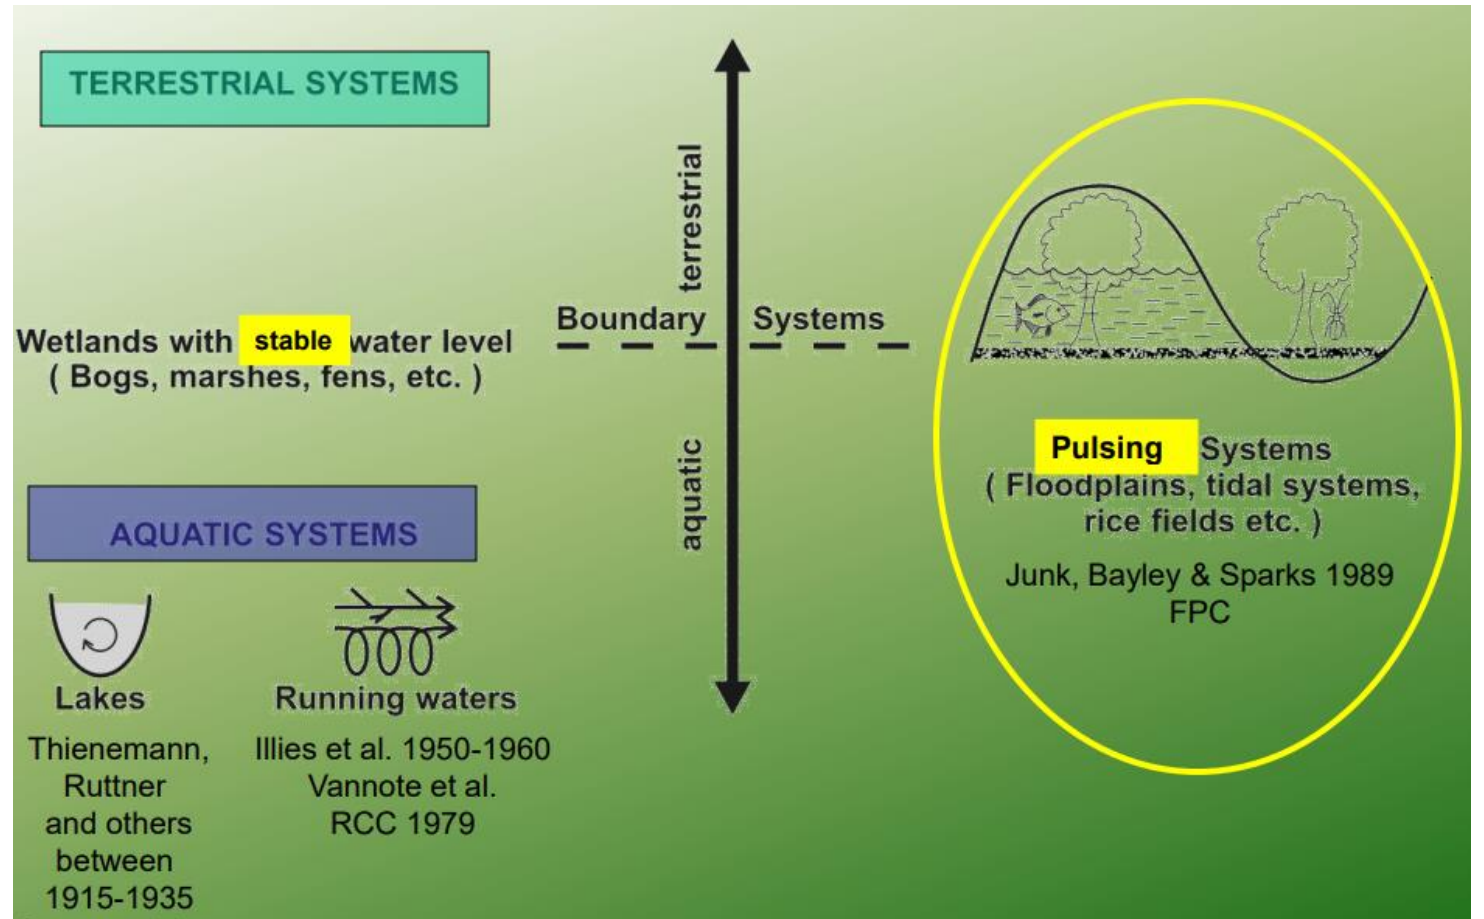 TERRESTRIAL SYSTEMS
terrestrial
Boundary Systems
Wetlands with stable water level
( Bogs, marshes, fens, etc. )
aquatic
Pulsing Systems
( Floodplains, tidal systems,
rice fields etc. )
Junk, Bayley & Sparks 1989
FPC
AQUATIC SYSTEMS
Lakes
Thienemann,
Ruttner
and others
between
1915-1935
Running waters
Illies et al. 1950-1960
Vannote et al.
RCC 1979